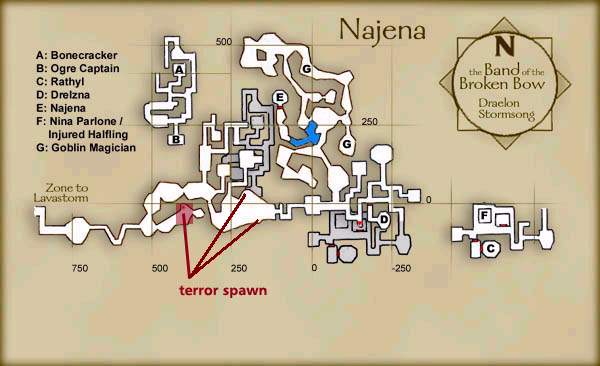 Najena
500
N
the Band of the
Broken Bow
Draelon
Stormsong
A: Bonecracker
B: Ogre Captain
C: Rathyl
D: Drelzna
E: Najena
F: Nina Parlone /
Injured Halfling
G: Goblin Magician
A
B
G
E
G
250
Zone to
Lavastorm
0
D
F
C
750
500
250
0
-250
terror spawn